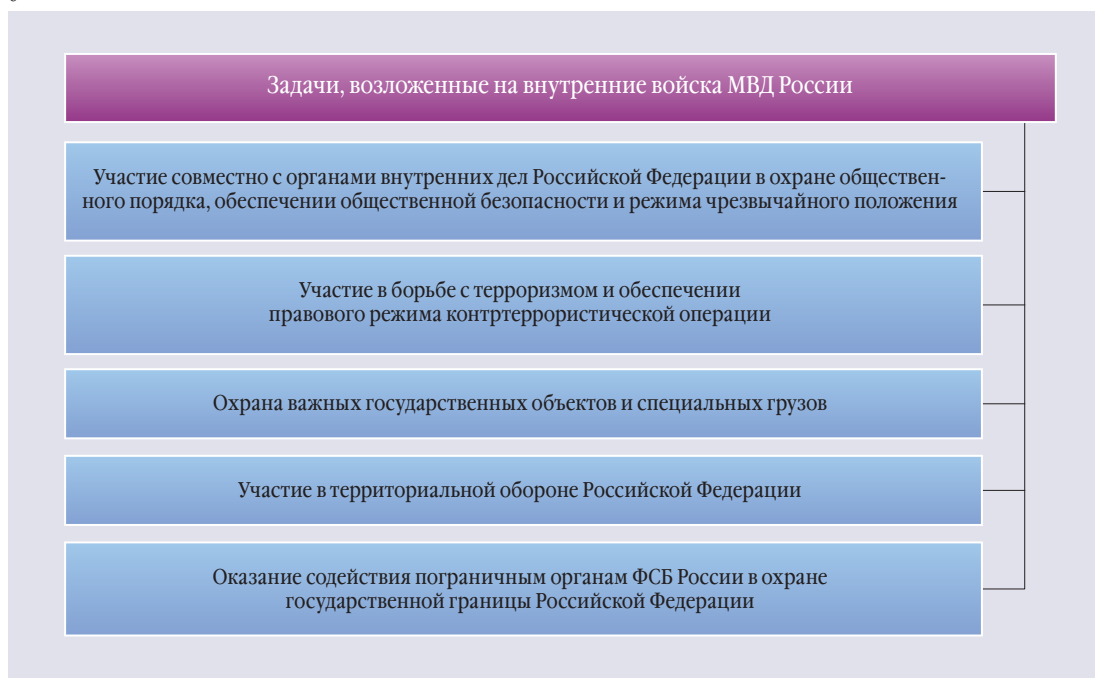 Задачи, возложенные на внутренние войска МВД России
Участие совместно с органами внутренних дел Российской Федерации в охране обществен-
ного порядка, обеспечении общественной безопасности и режима чрезвычайного положения
Участие в борьбе с терроризмом и обеспечении
правового режима контртеррористической операции
Охрана важных государственных объектов и специальных грузов
Участие в территориальной обороне Российской Федерации
Оказание содействия пограничным органам ФСБ России в охране
государственной границы Российской Федерации